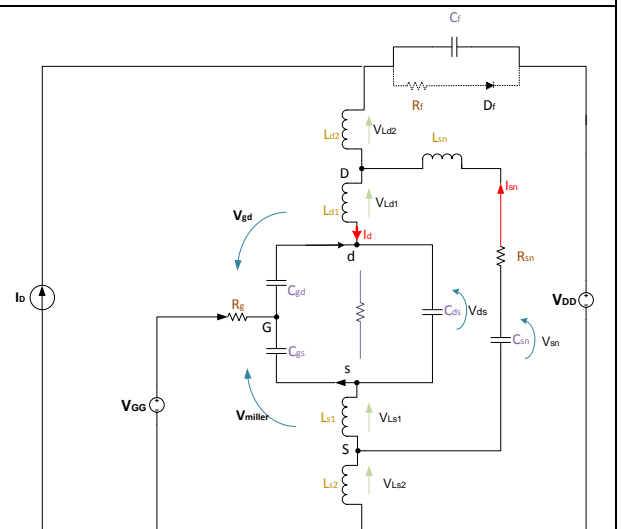 Cf
Rf Df
Ld2 VLd2
Lsn
D
Ld1 VLd1
Isn
Vgd
Id
d
Rsn
Cgd
ID
Rg
VDD
G
Cds Vds
Cgs
Csn Vsn
s
VGG
Vmiller
Ls1 VLs1
S
Ls2 VLs2